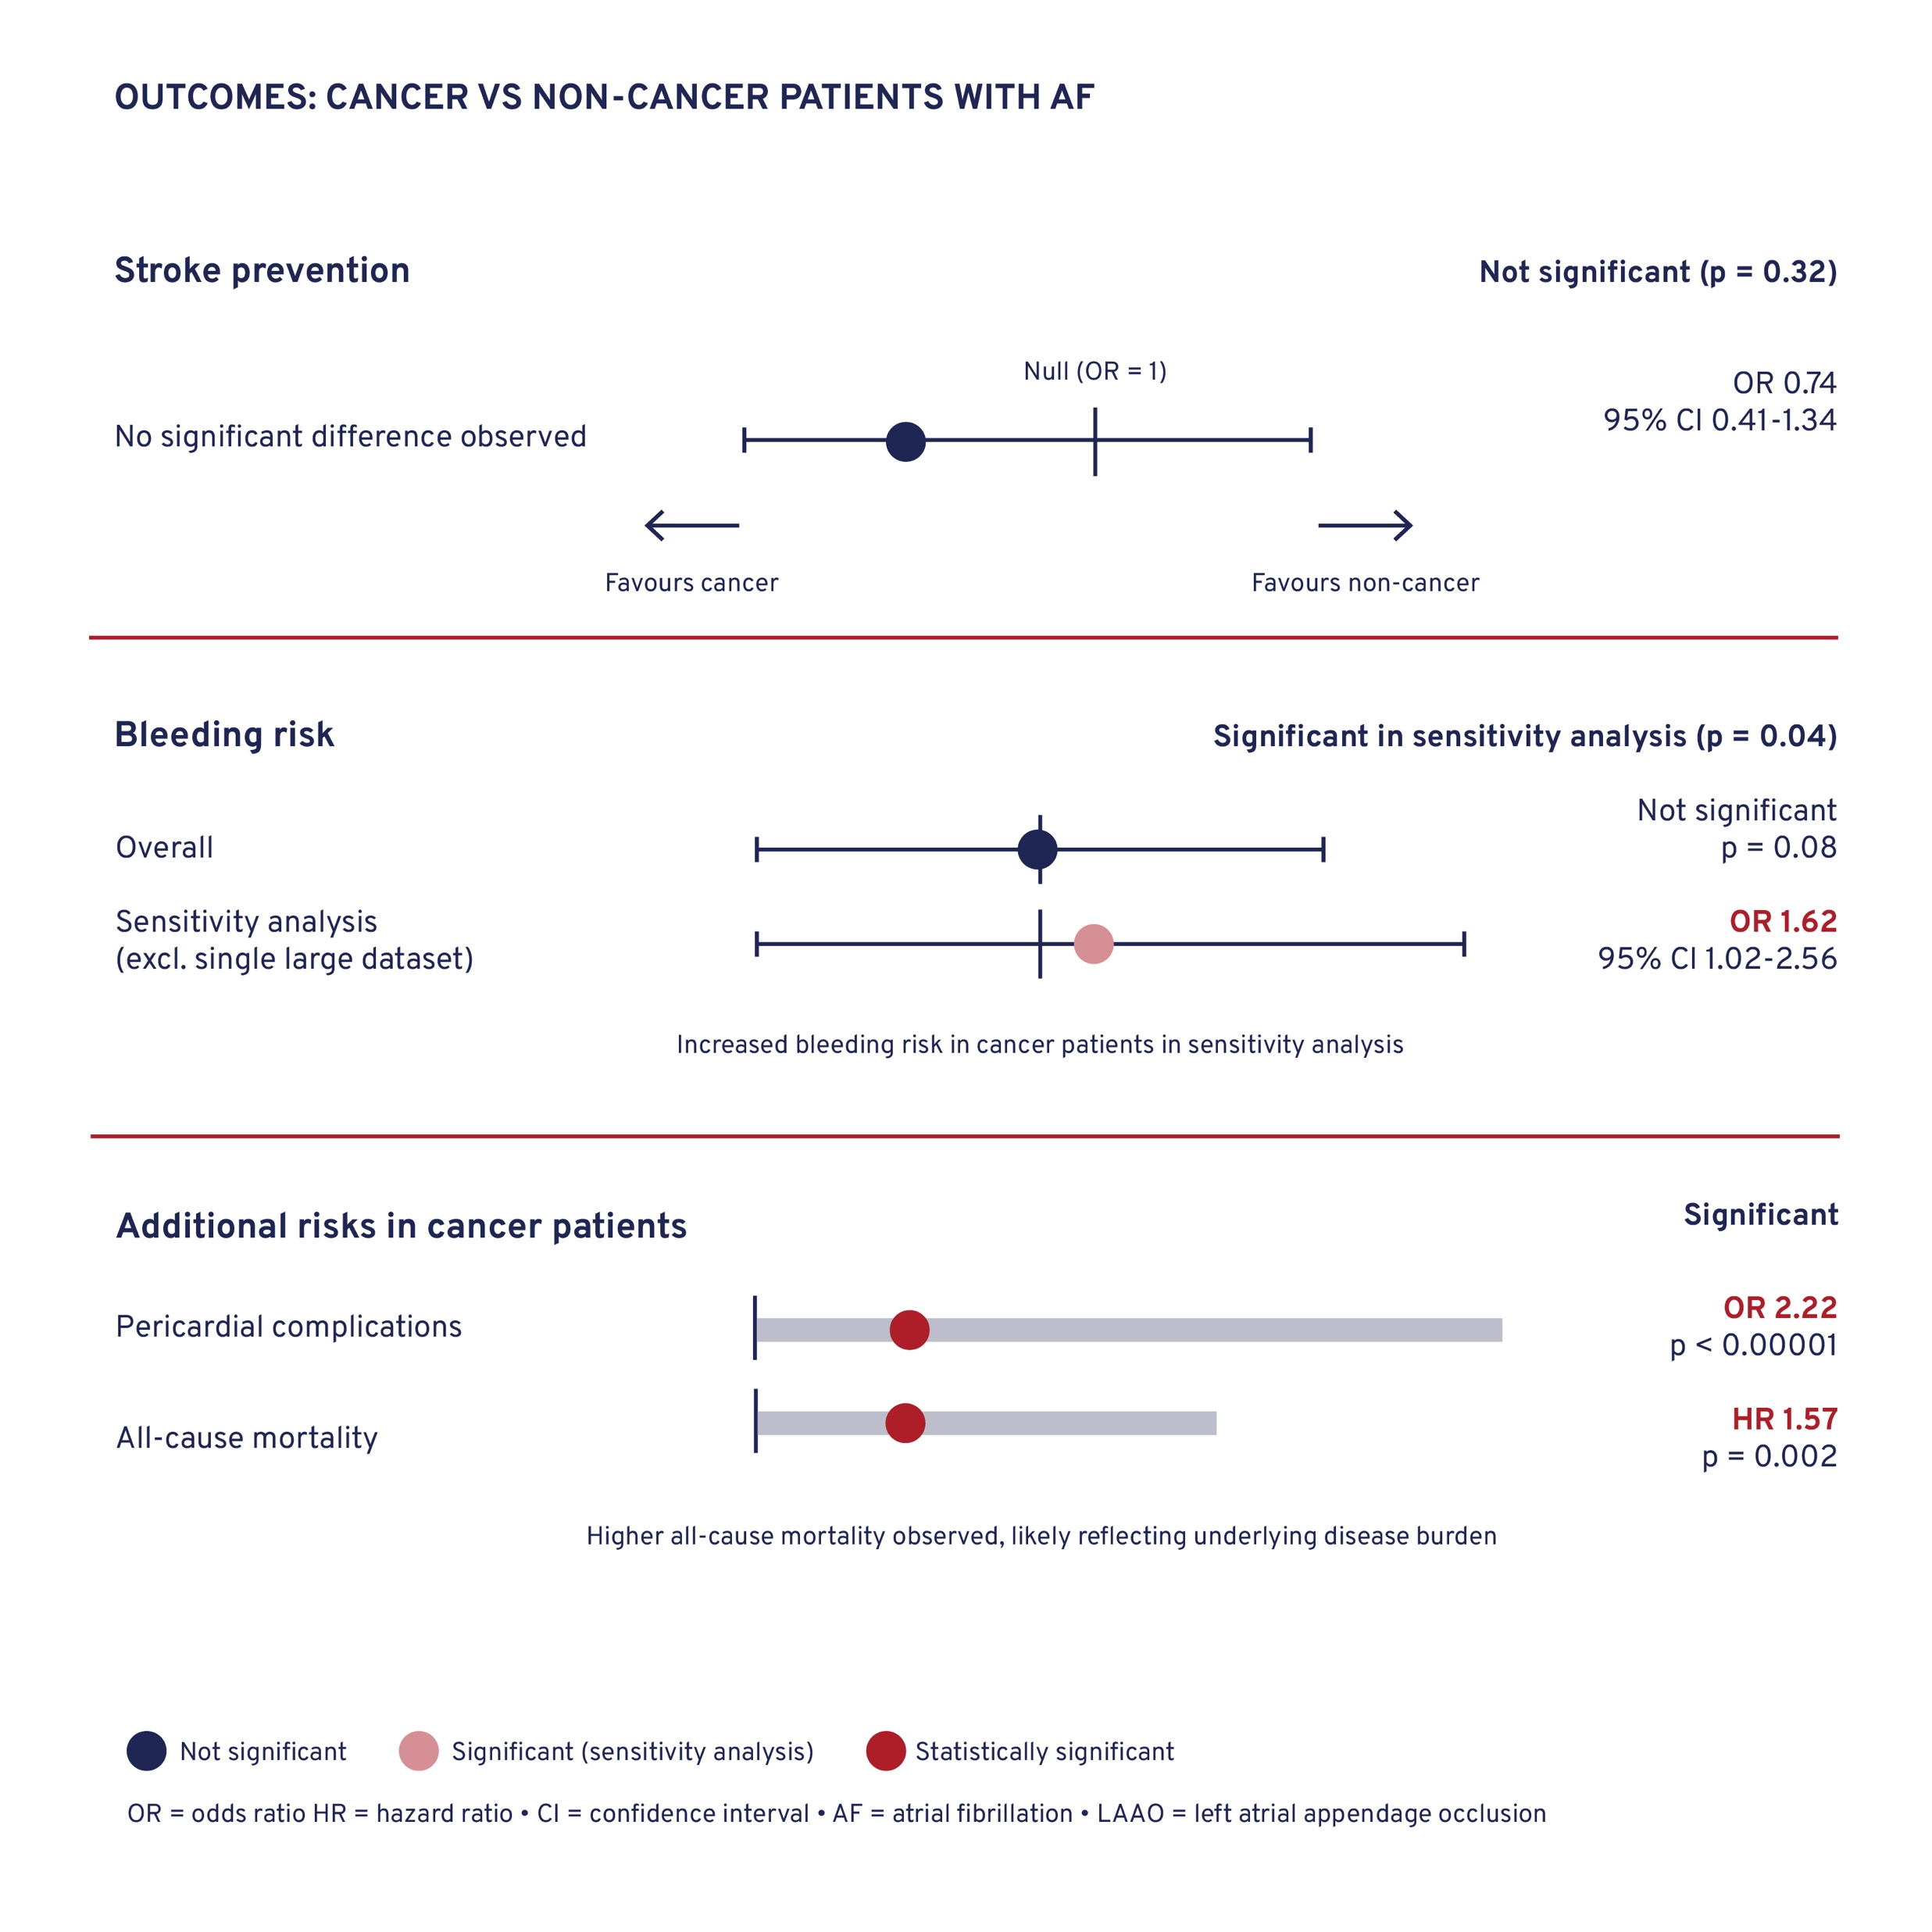 OUTCOMES: CANCER VS NON-CANCER PATIENTS WITH AF
Stroke prevention
Not significant (p = 0.32)
Null (OR = 1)
OR 0.74
95% CI 0.41-1.34
No significant difference observed
Favours cancer
Favours non-cancer
Bleeding risk
Significant in sensitivity analysis (p = 0.04)
Overall
Not significant
p = 0.08
Sensitivity analysis
(excl. single large dataset)
OR 1.62
95% CI 1.02-2.56
Increased bleeding risk in cancer patients in sensitivity analysis
Additional risks in cancer patients
Significant
Pericardial complications
OR 2.22
p < 0.00001
All-cause mortality
HR 1.57
p = 0.002
Higher all-cause mortality observed, likely reflecting underlying disease burden
Not significant
Significant (sensitivity analysis)
Statistically significant
OR = odds ratio HR = hazard ratio • CI = confidence interval • AF = atrial fibrillation • LAAO = left atrial appendage occlusion